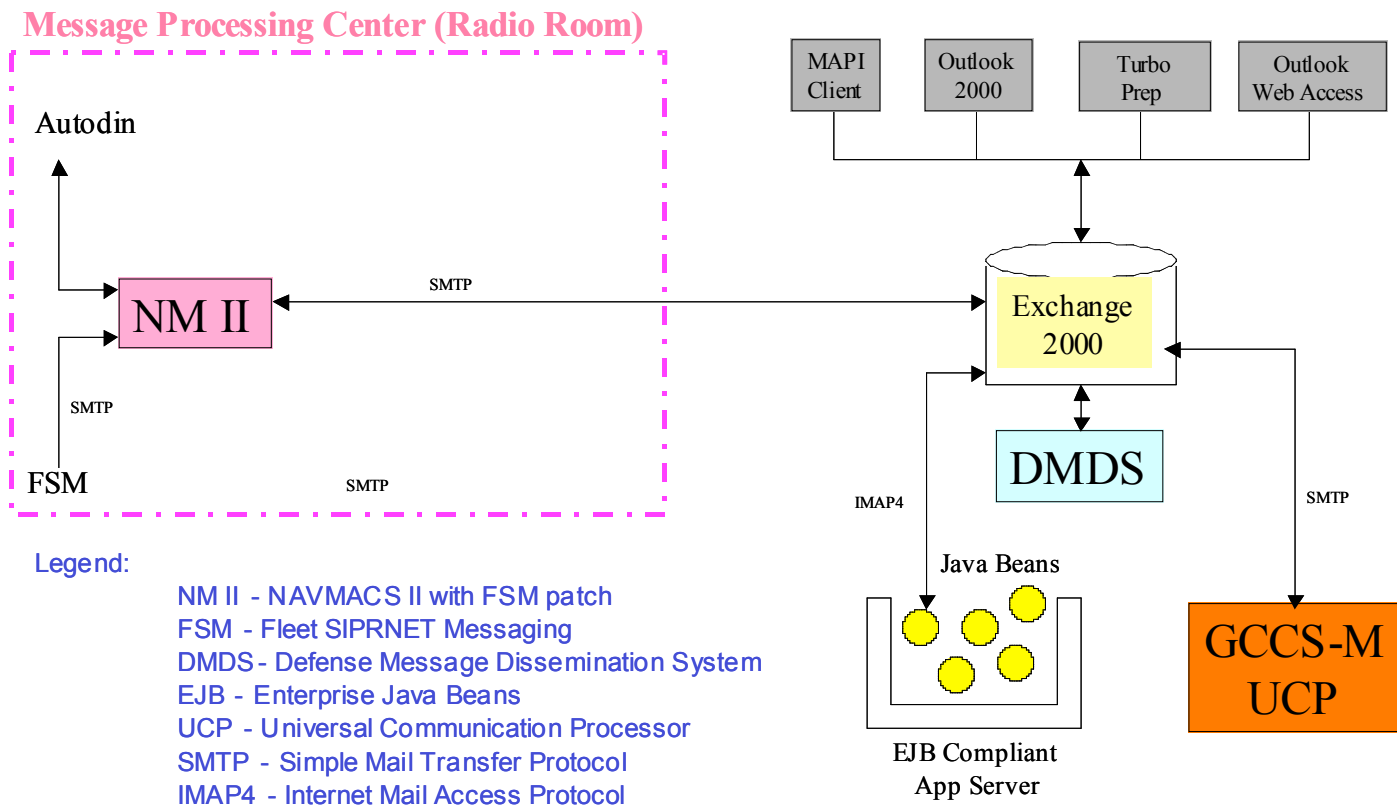 Message Processing Center (Radio Room)
MAPI
Client
Outlook
2000
Turbo
Prep
Outlook
Web Access
Autodin
NM II
SMTP
Exchange
2000
SMTP
FSM
SMTP
DMDS
IMAP4
SMTP
Java Beans
GCCS-M
UCP
EJB Compliant
App Server
Legend:
NM II - NAVMACS II with FSM patch
FSM - Fleet SIPRNET Messaging
DMDS - Defense Message Dissemination System
EJB - Enterprise Java Beans
UCP - Universal Communication Processor
SMTP - Simple Mail Transfer Protocol
IMAP4 - Internet Mail Access Protocol